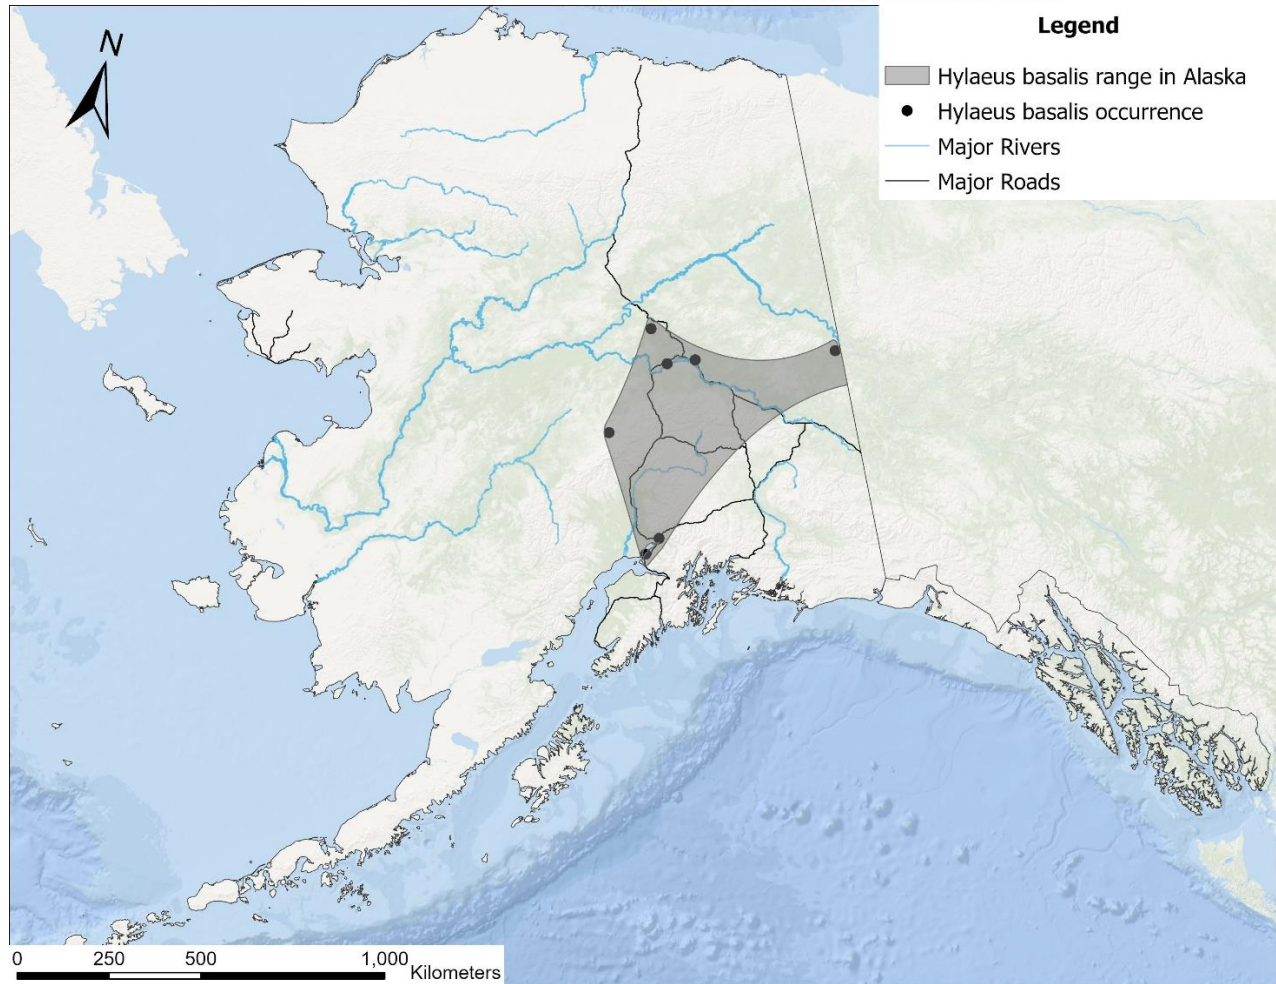 N
Legend
Hylaeus basalis range in Alaska
Hylaeus basalis occurrence
Major Rivers
Major Roads
0 250 500 1,000
Kilometers